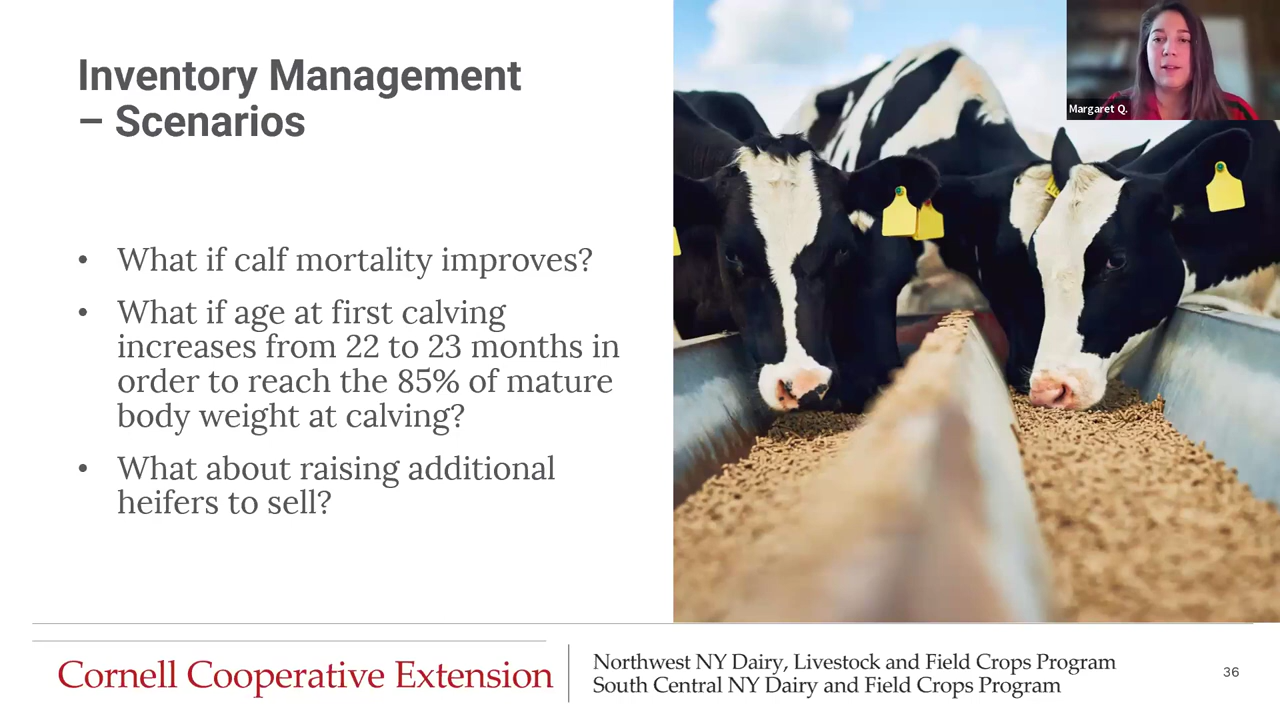 Inventory Management
– Scenarios
• What if calf mortality improves?
• What if age at first calving
increases from 22 to 23 months in
order to reach the 85% of mature
body weight at calving?
• What about raising additional
heifers to sell?
Margaret Q.
Cornell Cooperative Extension
Northwest NY Dairy, Livestock and Field Crops Program
South Central NY Dairy and Field Crops Program
36